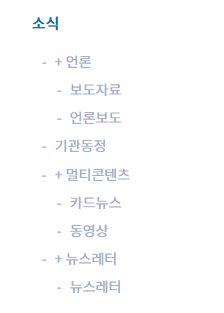 소식
- + 언론
- 보도자료
- 언론보도
- 기관동정
- + 멀티콘텐츠
- 카드뉴스
- 동영상
- + 뉴스레터
- 뉴스레터